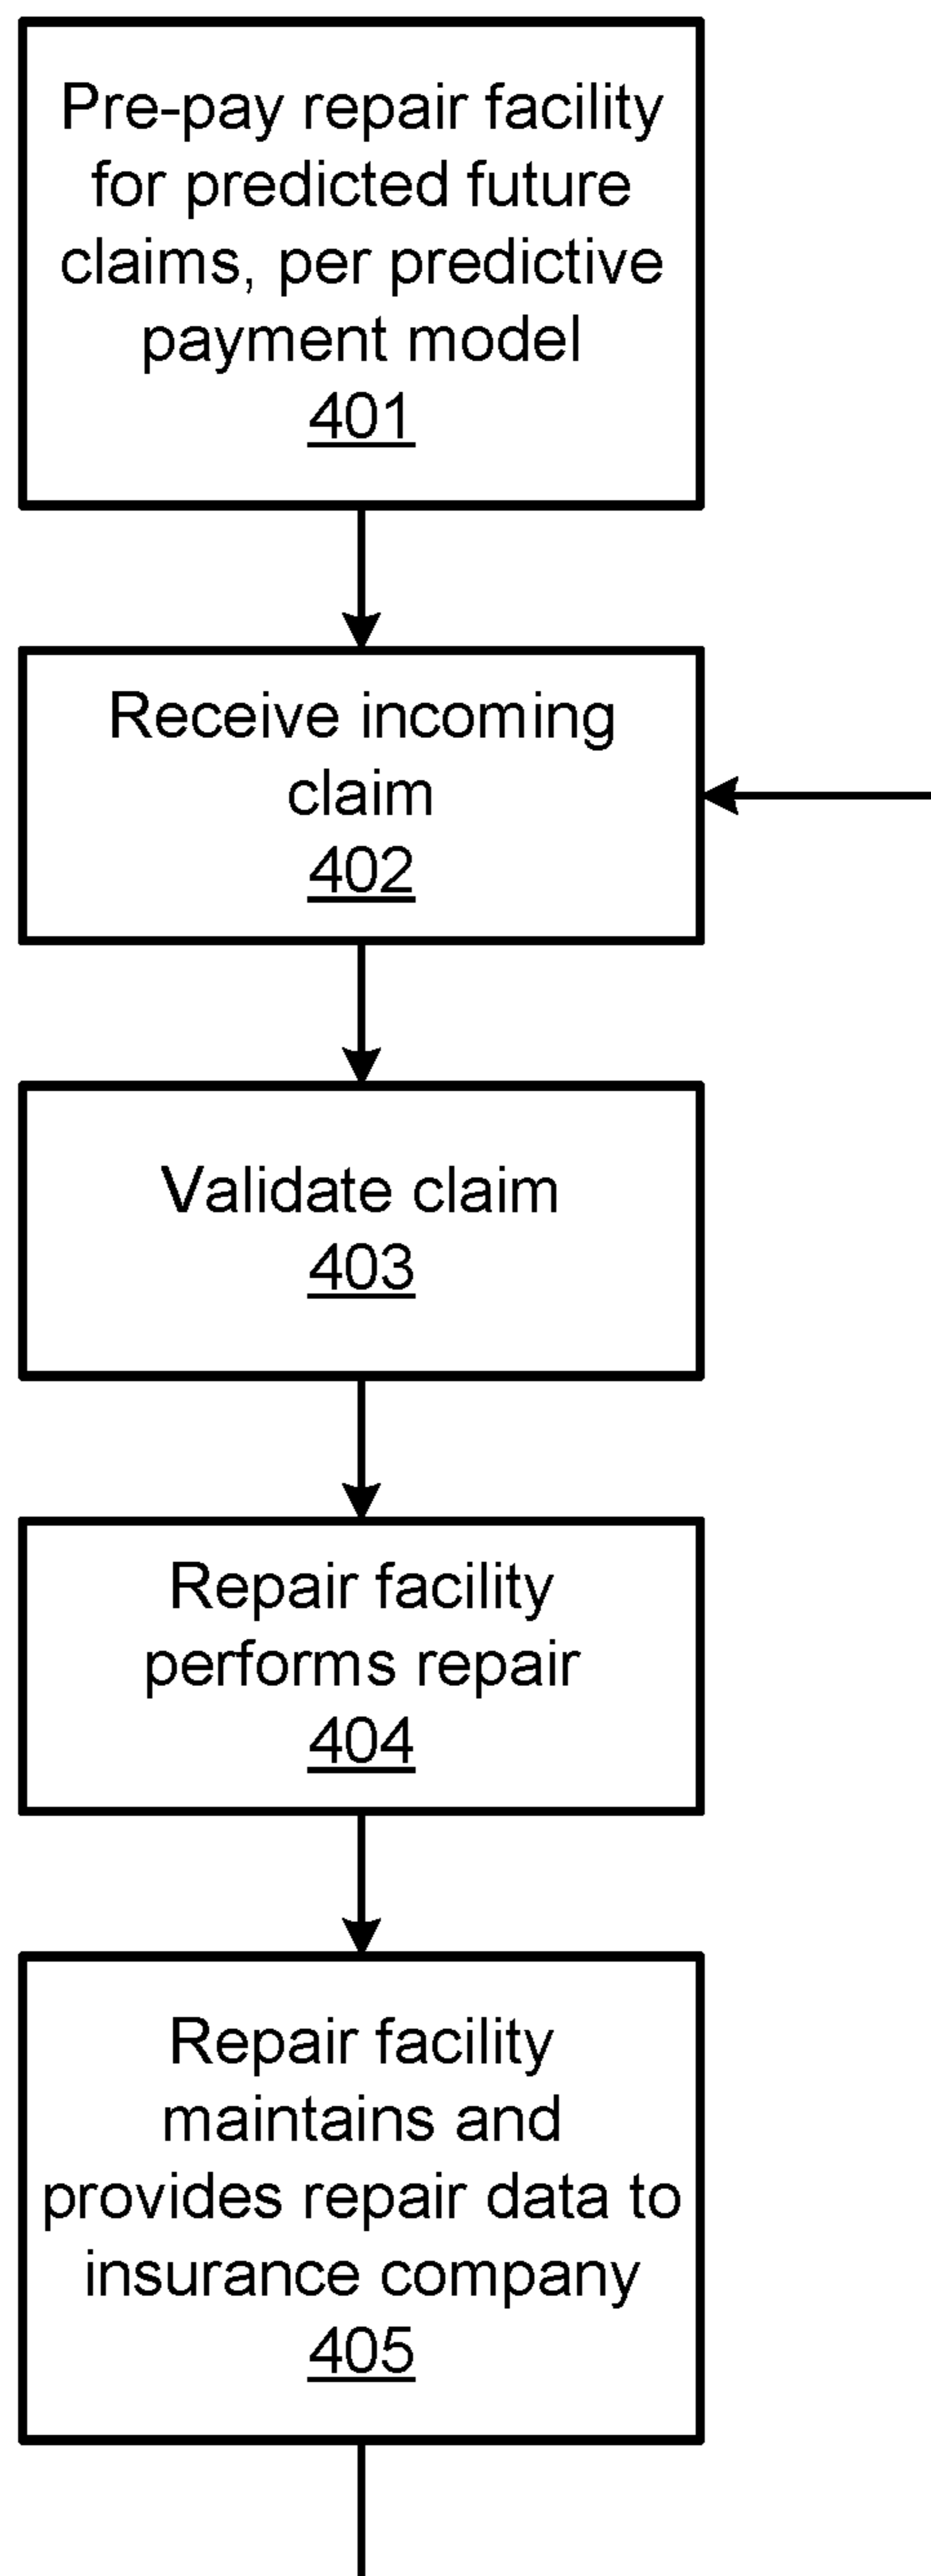 Pre-pay repair facility
for predicted future
claims, per predictive
payment model
401
Receive incoming
claim
402
Validate claim
403
Repair facility
performs repair
404
Repair facility
maintains and
provides repair data to
insurance company
405